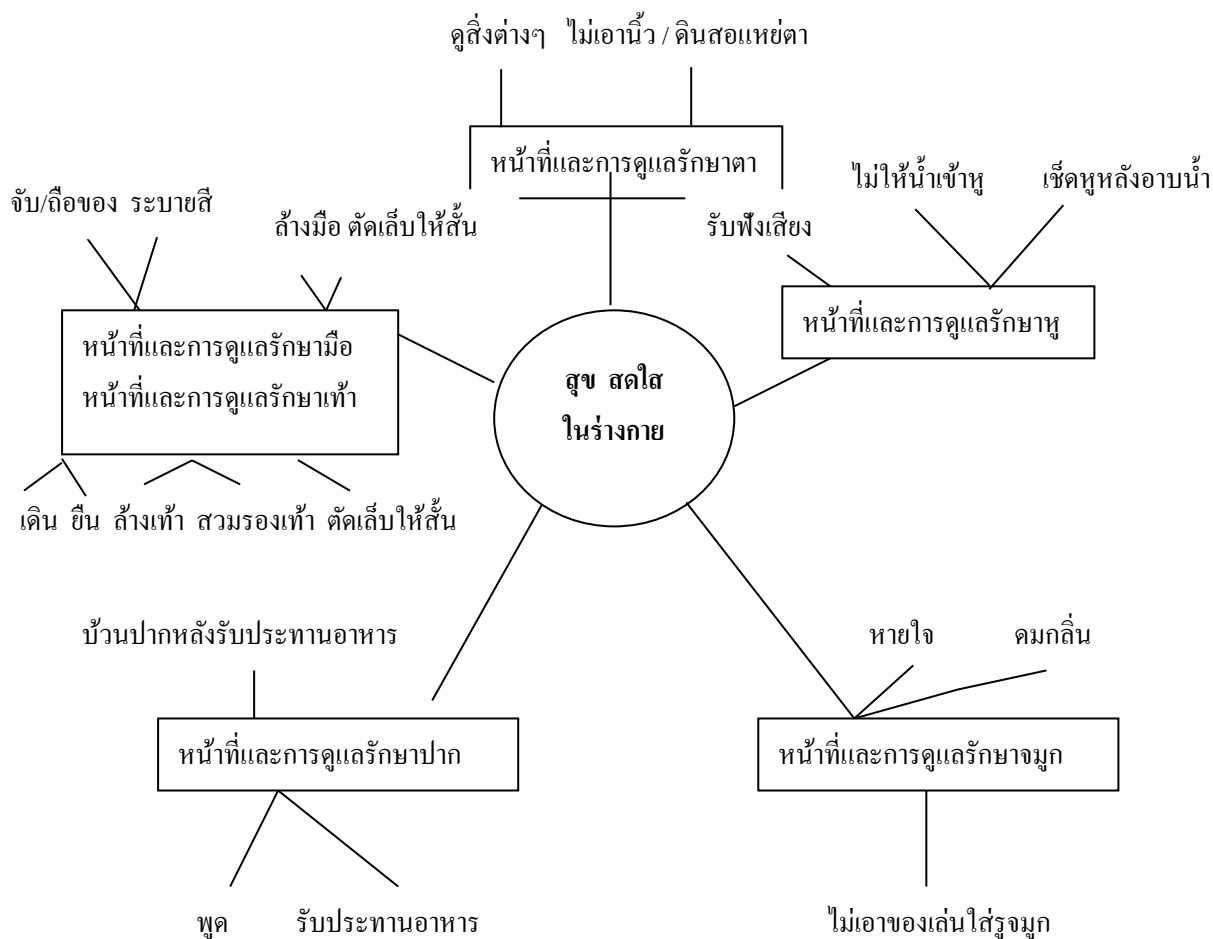 ดูสิ่งต่างๆ ไม่เอานิ้ว / ดินสอแหย่ตา
หน้าที่และการดูแลรักษาตา
ไม่ให้น้ำเข้าหู เช็ดหูหลังอาบน้ำ
จับ/ถือของ ระบายสี
ล้างมือ ตัดเล็บให้สั้น
รับฟังเสียง
หน้าที่และการดูแลรักษาหู
หน้าที่และการดูแลรักษามือ
หน้าที่และการดูแลรักษาเท้า
สุข สดใส
ในร่างกาย
เดิน ยืน ล้างเท้า สวมรองเท้า ตัดเล็บให้สั้น
บ้วนปากหลังรับประทานอาหาร
หายใจ ดมกลิ่น
หน้าที่และการดูแลรักษาปาก
หน้าที่และการดูแลรักษาจมูก
พูด รับประทานอาหาร
ไม่เอาของเล่นใส่รูจมูก